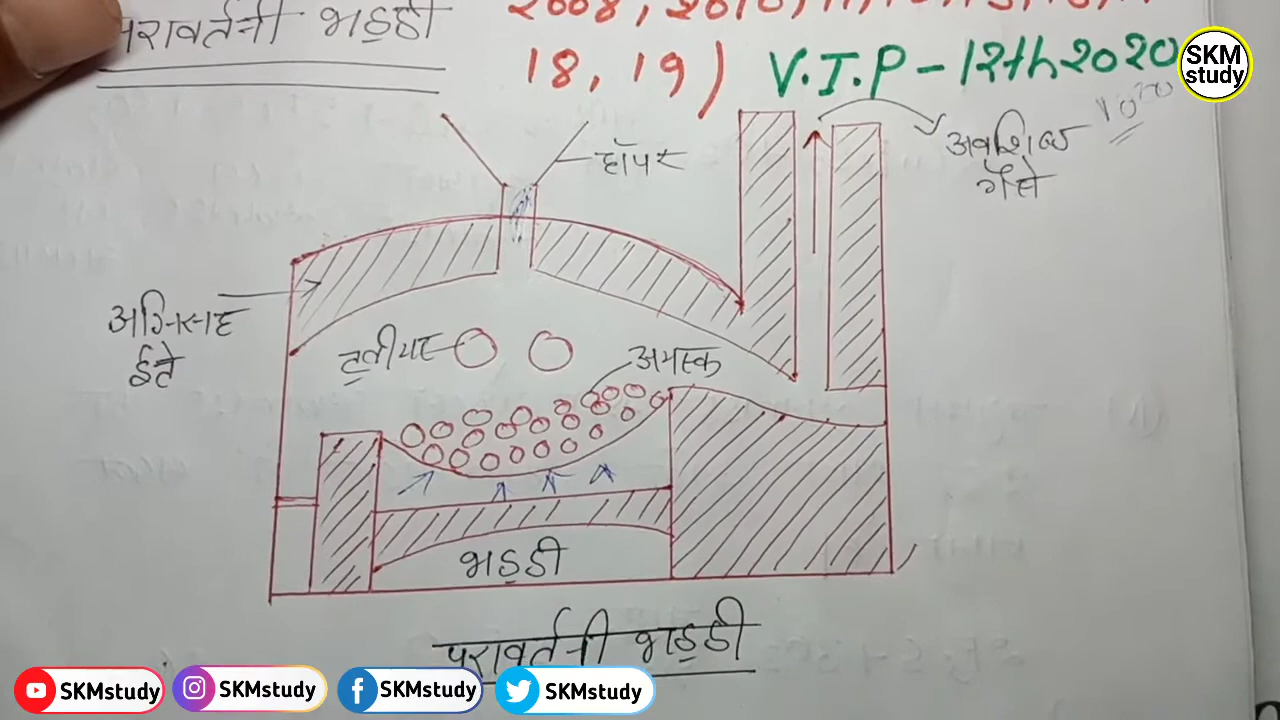 परावर्तनी भट्टी
18, 19) V.I.P - 12th 2020
SKM
study
हॉपर
अवशिष्ट
गैसे
अग्निसह
ईंटे
ट्वीयर
अयस्क
भट्टी
परावर्तनी भट्टी
SKMstudy
SKMstudy
SKMstudy
SKMstudy